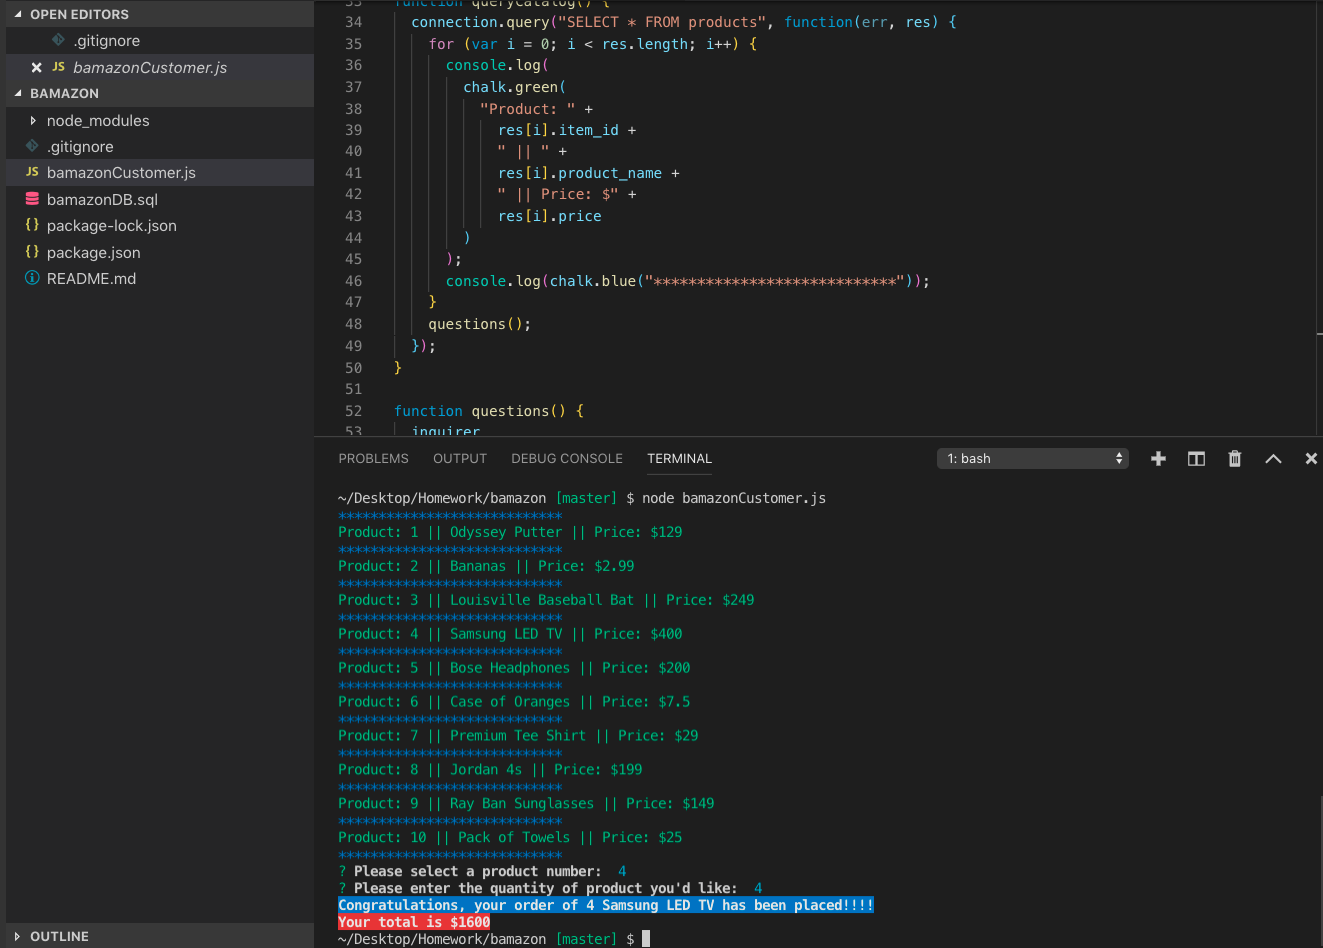 OPEN EDITORS
.gitignore
JS bamazonCustomer.js
BAMAZON
node_modules
.gitignore
JS bamazonCustomer.js
bamazonDB.sql
{} package-lock.json
{} package.json
README.md
OUTLINE
33 function queryCatalog() {
34 connection.query("SELECT * FROM products", function(err, res) {
35 for (var i = 0; i < res.length; i++) {
36 console.log(
37 chalk.green(
38 "Product: " +
39 res[i].item_id +
40 " || " +
41 res[i].product_name +
42 " || Price: $" +
43 res[i].price
44 )
45 );
46 console.log(chalk.blue("****************************"));
47 }
48 questions();
49 });
50 }
51
52 function questions() {
53 inquirer
PROBLEMS OUTPUT DEBUG CONSOLE TERMINAL 1: bash
~/Desktop/Homework/bamazon [master] $ node bamazonCustomer.js
****************************
Product: 1 || Odyssey Putter || Price: $129
****************************
Product: 2 || Bananas || Price: $2.99
****************************
Product: 3 || Louisville Baseball Bat || Price: $249
****************************
Product: 4 || Samsung LED TV || Price: $400
****************************
Product: 5 || Bose Headphones || Price: $200
****************************
Product: 6 || Case of Oranges || Price: $7.5
****************************
Product: 7 || Premium Tee Shirt || Price: $29
****************************
Product: 8 || Jordan 4s || Price: $199
****************************
Product: 9 || Ray Ban Sunglasses || Price: $149
****************************
Product: 10 || Pack of Towels || Price: $25
****************************
? Please select a product number: 4
? Please enter the quantity of product you'd like: 4
Congratulations, your order of 4 Samsung LED TV has been placed!!!!
Your total is $1600
~/Desktop/Homework/bamazon [master] $